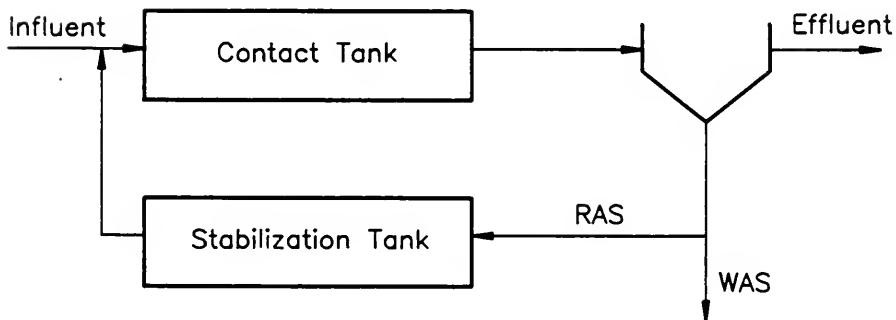 Influent
Contact Tank
Effluent
Stabilization Tank
RAS
WAS